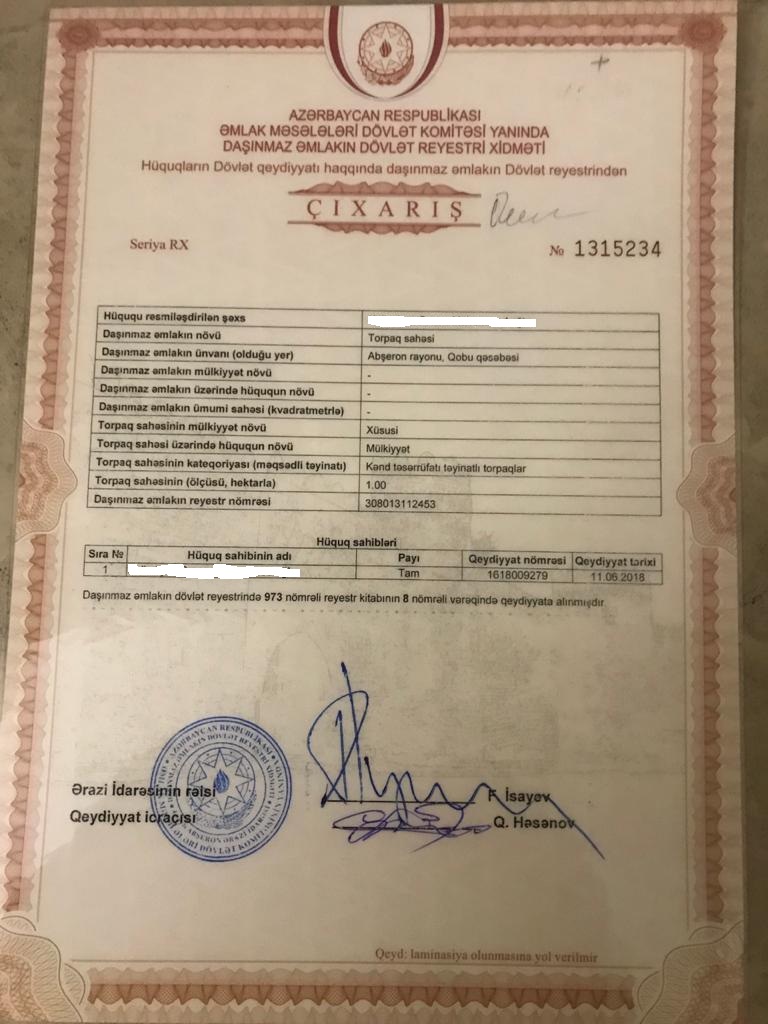 AZƏRBAYCAN RESPUBLİKASI
ƏMLAK MƏSƏLƏLƏRİ DÖVLƏT KOMİTƏSİ YANINDA
DAŞINMAZ ƏMLAKIN DÖVLƏT REYESTRİ XİDMƏTİ
Hüquqların Dövlət qeydiyyatı haqqında daşınmaz əmlakın Dövlət reyestrindən
ÇIXARIŞ
Seriya RX № 1315234
Hüququ resmiləşdirilən şəxs
Daşınmaz əmlakın növü Torpaq sahəsi
Daşınmaz əmlakın ünvanı (olduğu yer) Abşeron rayonu, Qobu qəsəbəsi
Daşınmaz əmlakın mülkiyyət növü -
Daşınmaz əmlakın üzərində hüququn növü -
Daşınmaz əmlakın ümumi sahəsi (kvadratmetrlə) -
Torpaq sahəsinin mülkiyyət növü Xüsusi
Torpaq sahəsi üzərində hüququn növü Mülkiyyət
Torpaq sahəsinin kateqoriyası (məqsədli təyinatı) Kənd təsərrüfatı təyinatlı torpaqlar
Torpaq sahəsinin (ölçüsü, hektarla) 1.00
Daşınmaz əmlakın reyestr nömrəsi 308013112453
Hüquq sahibləri
Sıra № Hüquq sahibinin adı Payı Qeydiyyat nömrəsi Qeydiyyat tarixi
1 Tam 1618009279 11.06.2018
Daşınmaz əmlakın dövlət reyestrində 973 nömrəli reyestr kitabının 8 nömrəli vərəqində qeydiyyata alınmışdır
Ərazi İdarəsinin rəisi F. İsayev
Qeydiyyat icraçısı Q. Həsənov
Qeyd: laminasiya olunmasına yol verilmir